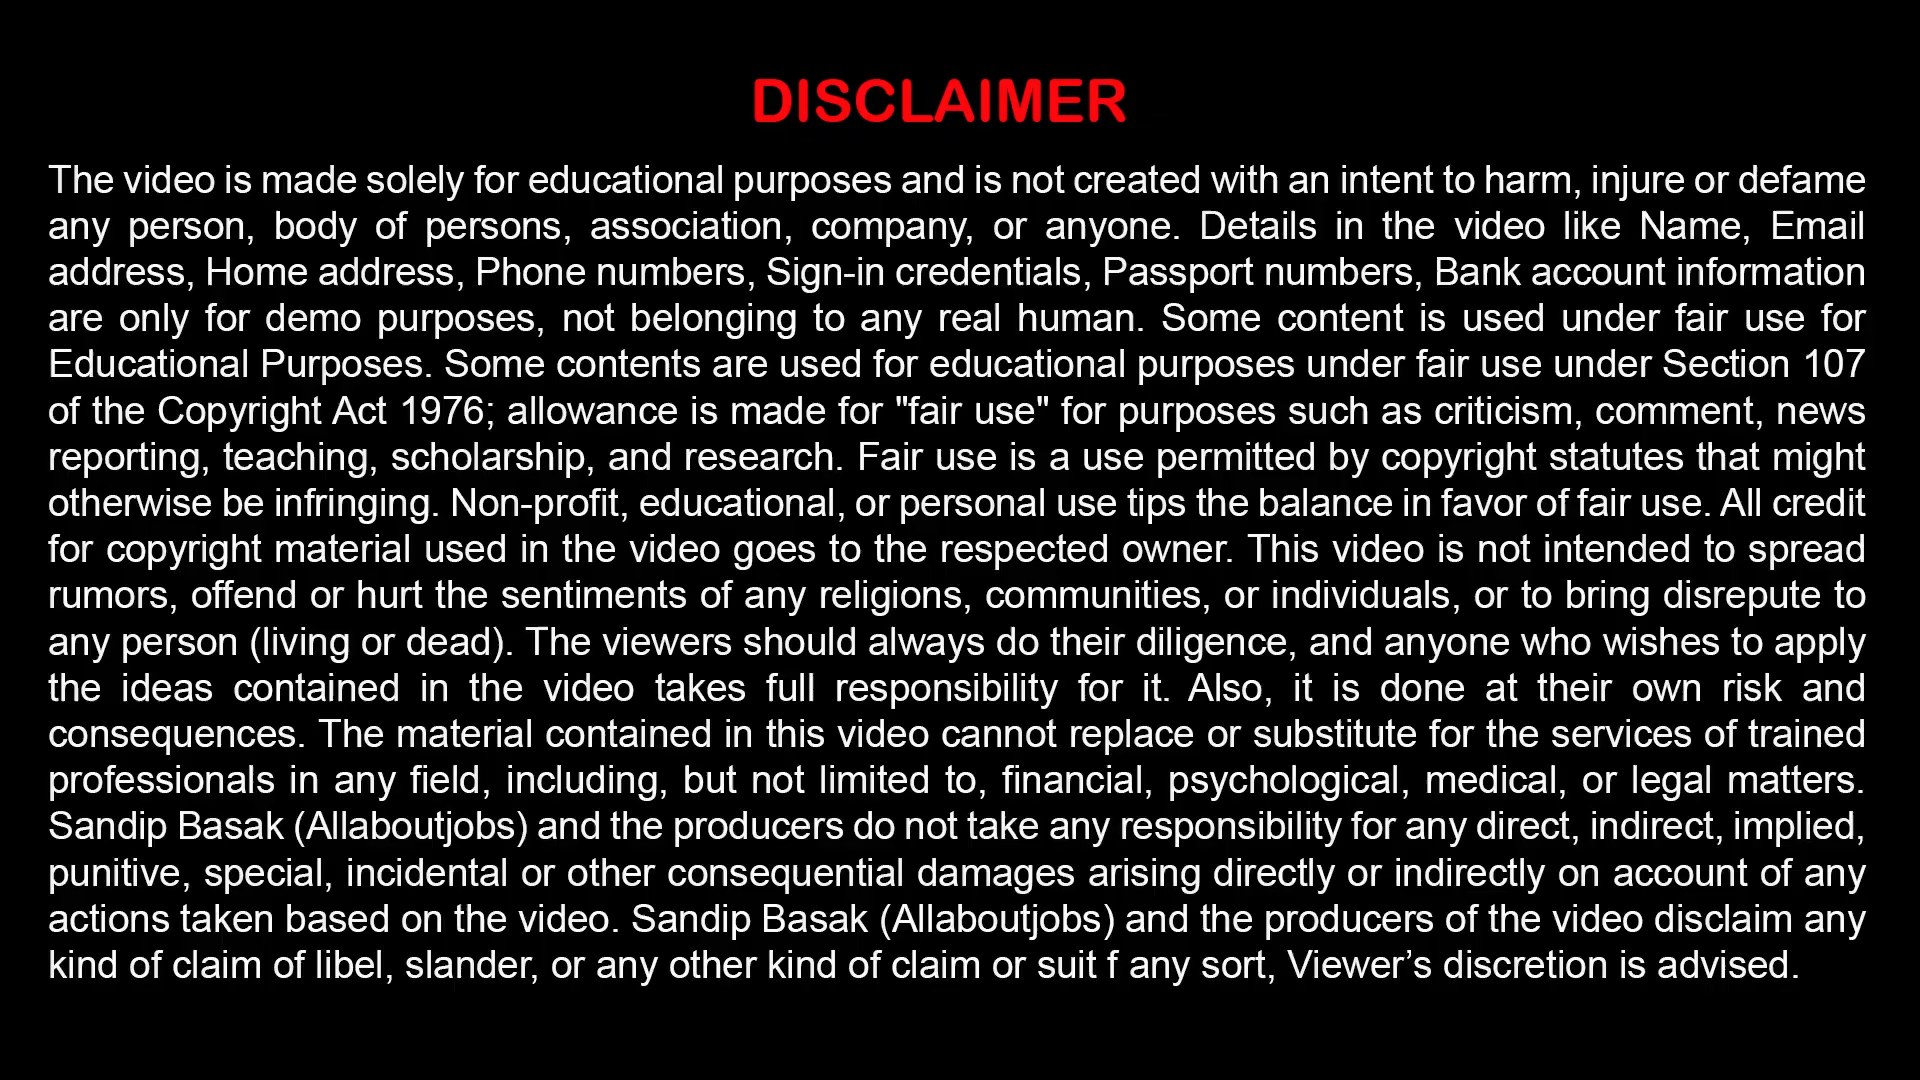 DISCLAIMER
The video is made solely for educational purposes and is not created with an intent to harm, injure or defame
any person, body of persons, association, company, or anyone. Details in the video like Name, Email
address, Home address, Phone numbers, Sign-in credentials, Passport numbers, Bank account information
are only for demo purposes, not belonging to any real human. Some content is used under fair use for
Educational Purposes. Some contents are used for educational purposes under fair use under Section 107
of the Copyright Act 1976; allowance is made for "fair use" for purposes such as criticism, comment, news
reporting, teaching, scholarship, and research. Fair use is a use permitted by copyright statutes that might
otherwise be infringing. Non-profit, educational, or personal use tips the balance in favor of fair use. All credit
for copyright material used in the video goes to the respected owner. This video is not intended to spread
rumors, offend or hurt the sentiments of any religions, communities, or individuals, or to bring disrepute to
any person (living or dead). The viewers should always do their diligence, and anyone who wishes to apply
the ideas contained in the video takes full responsibility for it. Also, it is done at their own risk and
consequences. The material contained in this video cannot replace or substitute for the services of trained
professionals in any field, including, but not limited to, financial, psychological, medical, or legal matters.
Sandip Basak (Allaboutjobs) and the producers do not take any responsibility for any direct, indirect, implied,
punitive, special, incidental or other consequential damages arising directly or indirectly on account of any
actions taken based on the video. Sandip Basak (Allaboutjobs) and the producers of the video disclaim any
kind of claim of libel, slander, or any other kind of claim or suit f any sort, Viewer’s discretion is advised.